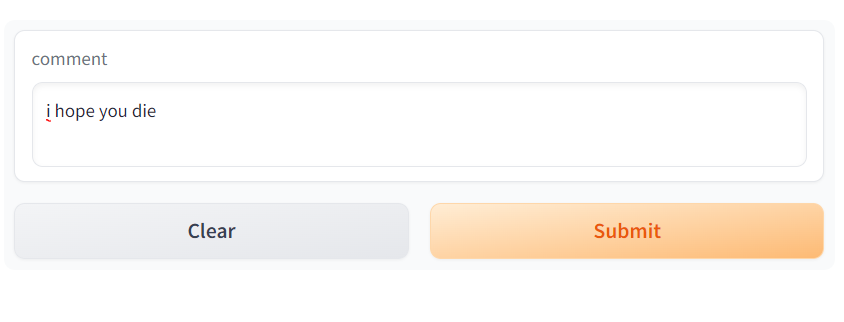 comment
i hope you die
Clear
Submit